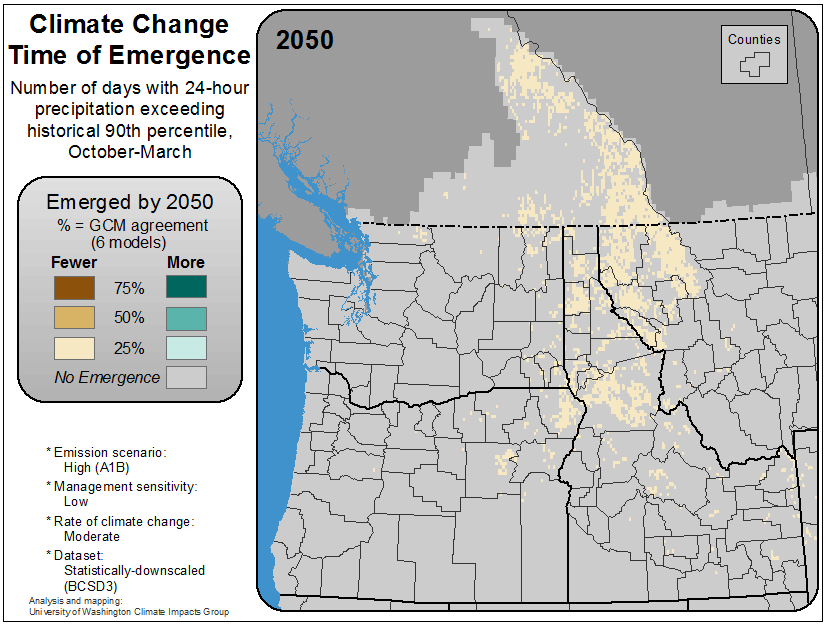 Climate Change
Time of Emergence
Number of days with 24-hour
precipitation exceeding
historical 90th percentile,
October-March
Emerged by 2050
% = GCM agreement
(6 models)
Fewer More
75%
50%
25%
No Emergence
* Emission scenario:
High (A1B)
* Management sensitivity:
Low
* Rate of climate change:
Moderate
* Dataset:
Statistically-downscaled
(BCSD3)
Analysis and mapping:
University of Washington Climate Impacts Group
2050
Counties